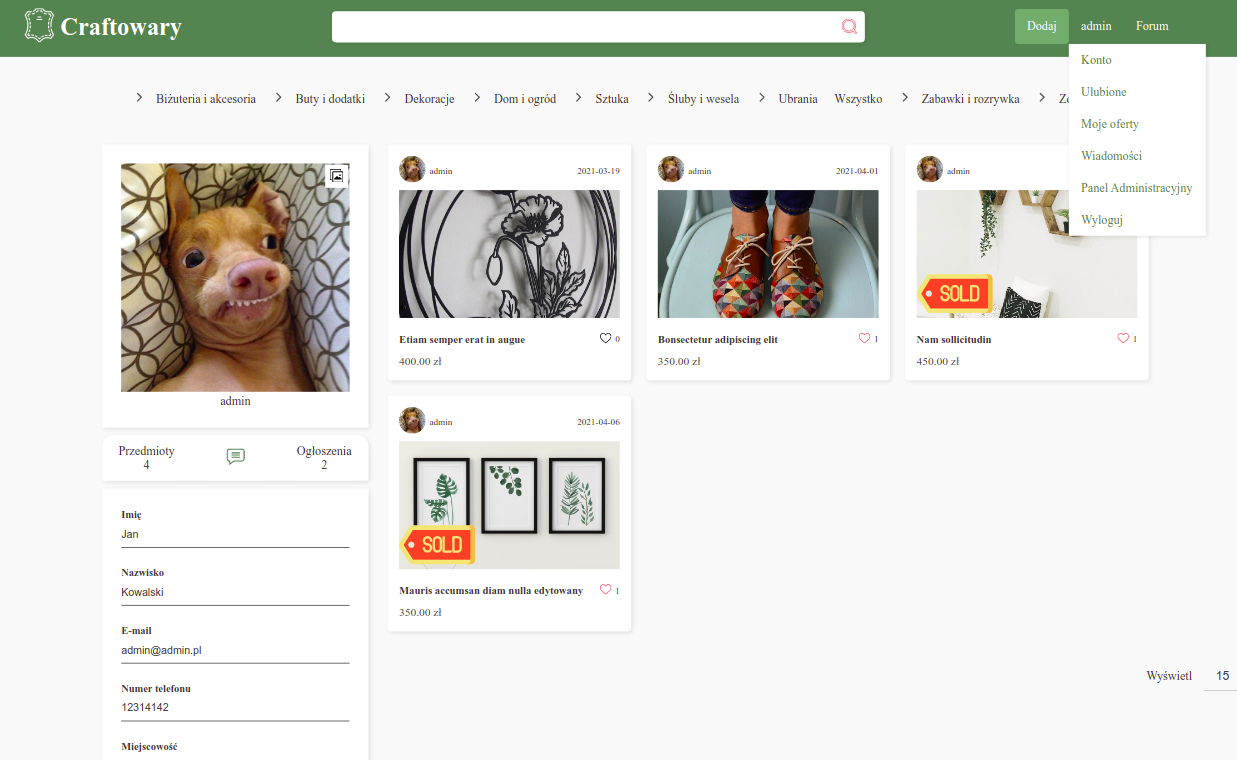 Craftowary
Dodaj admin Forum
Konto
Ulubione
Moje oferty
Wiadomości
Panel Administracyjny
Wyloguj
Biżuteria i akcesoria Buty i dodatki Dekoracje Dom i ogród Sztuka Śluby i wesela Ubrania Wszystko Zabawki i rozrywka
admin
Przedmioty Ogłoszenia
4 2
Imię
Jan
Nazwisko
Kowalski
E-mail
admin@admin.pl
Numer telefonu
12314142
Miejscowość
admin 2021-03-19
Etiam semper erat in augue 0
400.00 zł
admin 2021-04-01
Bonsectetur adipiscing elit 1
350.00 zł
admin
SOLD
Nam sollicitudin 1
450.00 zł
admin 2021-04-06
SOLD
Mauris accumsan diam nulla edytowany 1
350.00 zł
Wyświetl 15